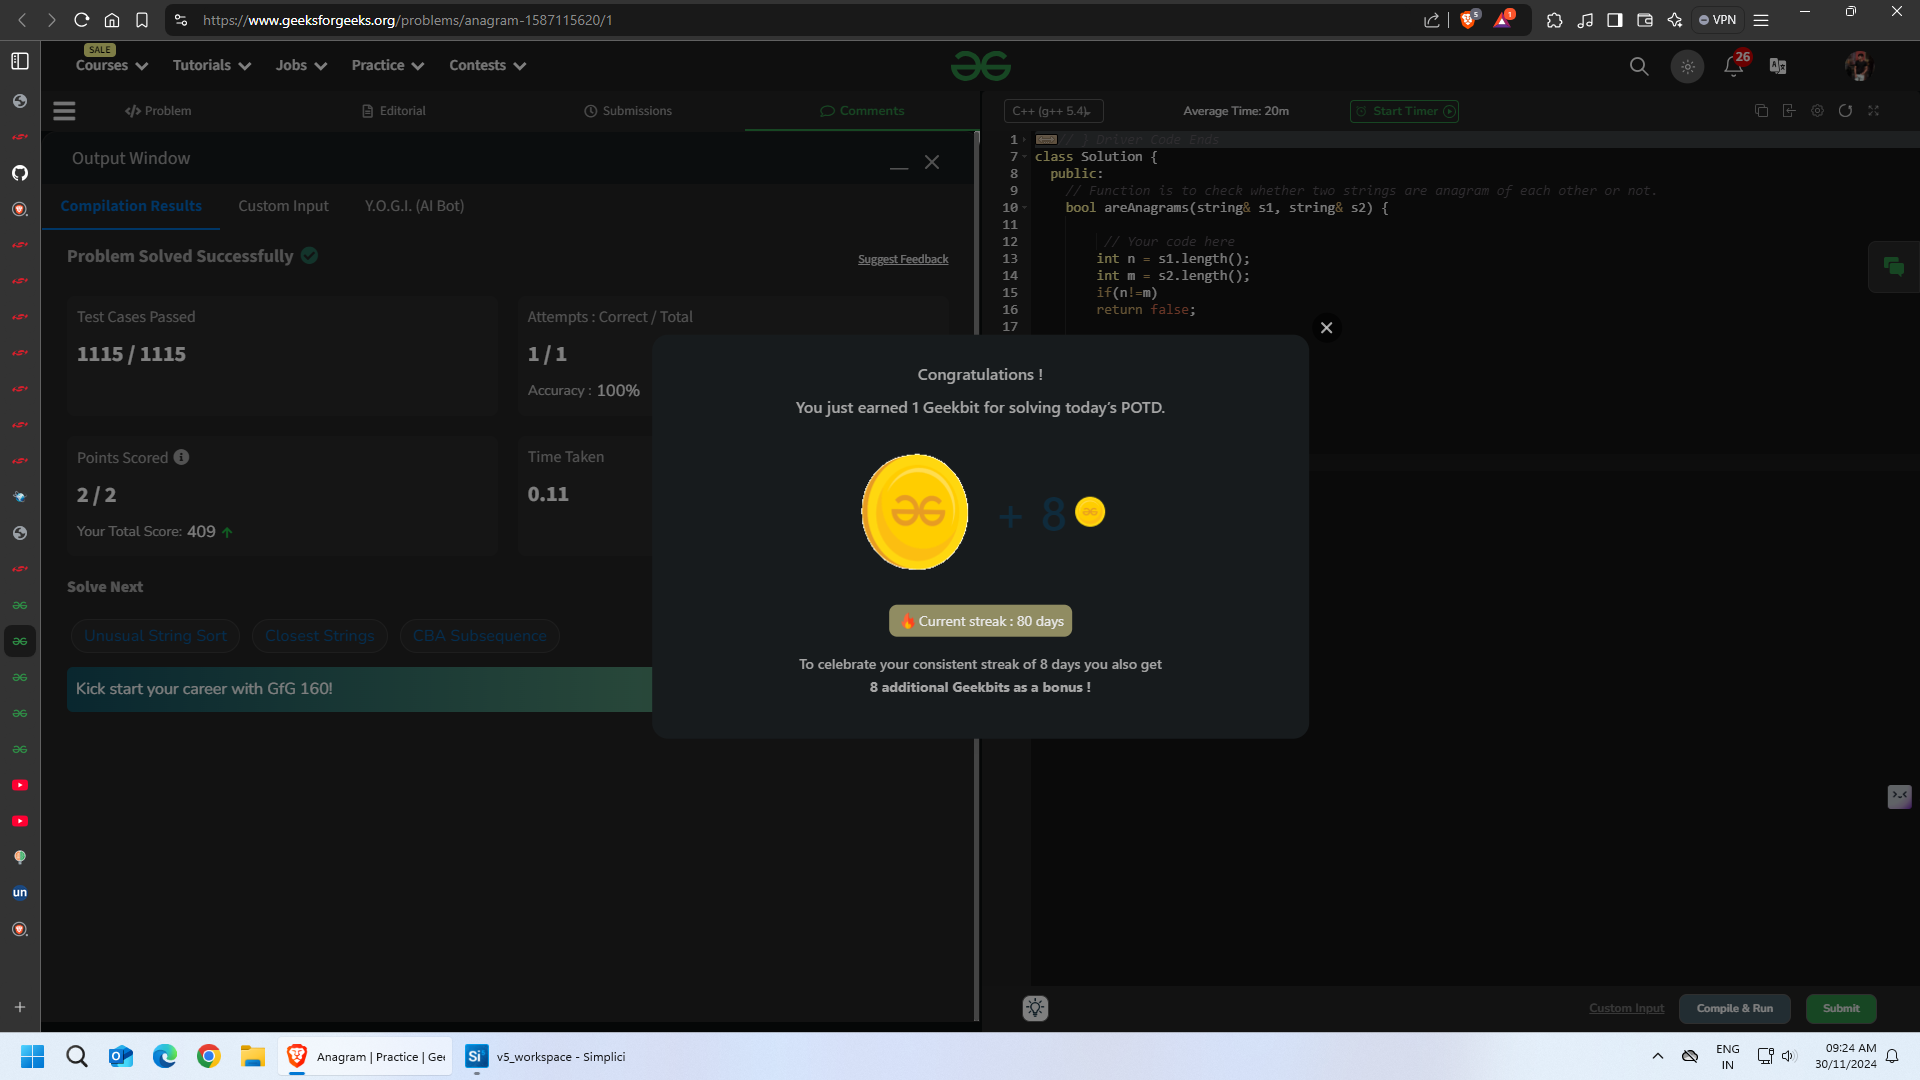 https://www.geeksforgeeks.org/problems/anagram-1587115620/1
5
1
VPN
SALE
Courses
Tutorials
Jobs
Practice
Contests
26
Problem
Editorial
Submissions
Comments
C++ (g++ 5.4)
Average Time: 20m
Start Timer
Output Window
Compilation Results
Custom Input
Y.O.G.I. (AI Bot)
Problem Solved Successfully
Suggest Feedback
Test Cases Passed
1115 / 1115
Attempts : Correct / Total
1 / 1
Accuracy : 100%
Points Scored
2 / 2
Your Total Score: 409
Time Taken
0.11
Solve Next
Unusual String Sort
Closest Strings
CBA Subsequence
Kick start your career with GfG 160!
1 // } Driver Code Ends
7 class Solution {
8 public:
9 // Function is to check whether two strings are anagram of each other or not.
10 bool areAnagrams(string& s1, string& s2) {
11
12 // Your code here
13 int n = s1.length();
14 int m = s2.length();
15 if(n!=m)
16 return false;
17
Congratulations !
You just earned 1 Geekbit for solving today's POTD.
+ 8
Current streak : 80 days
To celebrate your consistent streak of 8 days you also get
8 additional Geekbits as a bonus !
un
Custom Input
Compile & Run
Submit
Anagram | Practice | Gee
Si
v5_workspace - Simplici
ENG
IN
09:24 AM
30/11/2024